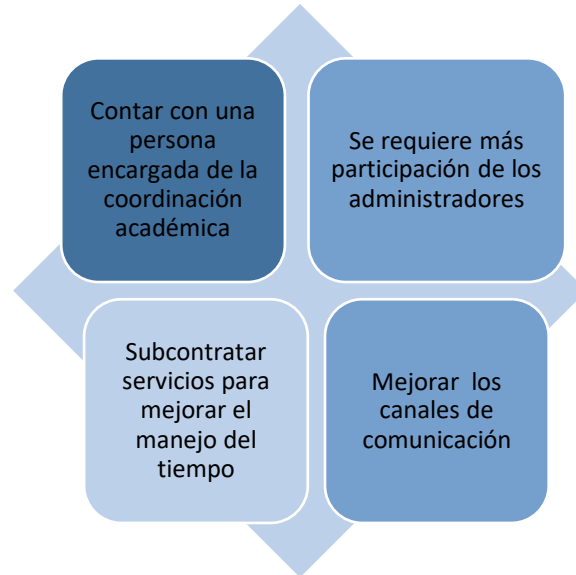 Contar con una
persona
encargada de la
coordinación
académica
Se requiere más
participación de los
administradores
Subcontratar
servicios para
mejorar el
manejo del
tiempo
Mejorar los
canales de
comunicación